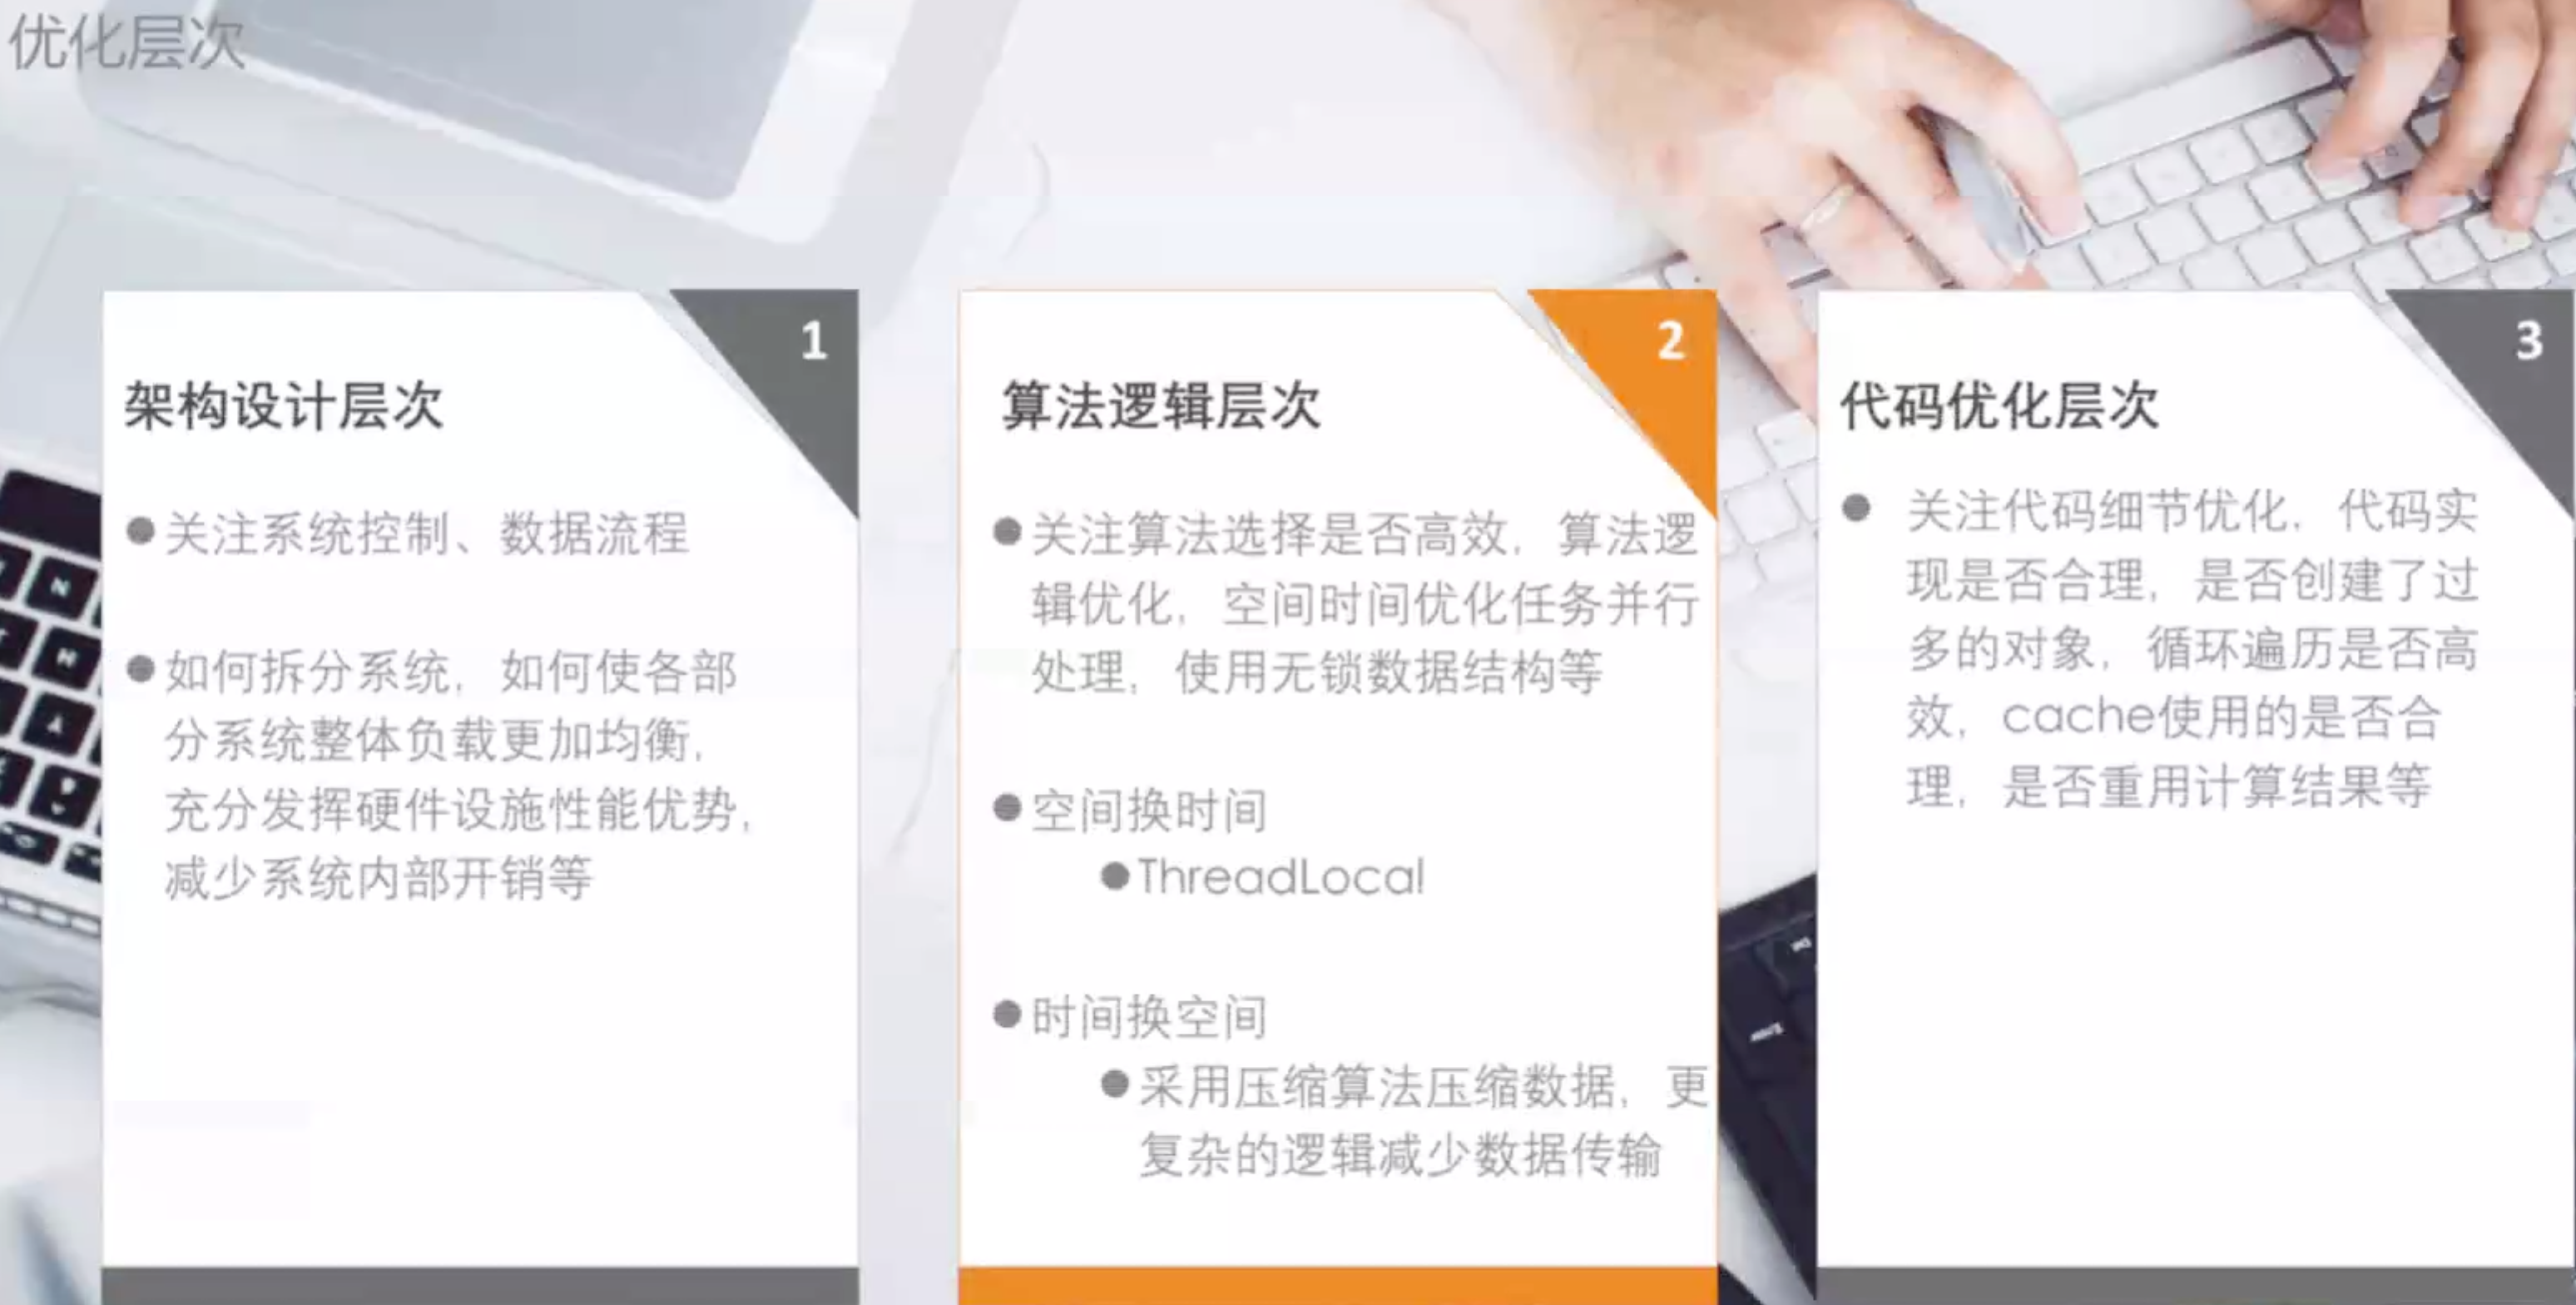 优化层次
1
架构设计层次
●关注系统控制、数据流程
●如何拆分系统，如何使各部
分系统整体负载更加均衡，
充分发挥硬件设施性能优势，
减少系统内部开销等
2
算法逻辑层次
●关注算法选择是否高效，算法逻
辑优化，空间时间优化任务并行
处理，使用无锁数据结构等
●空间换时间
●ThreadLocal
●时间换空间
●采用压缩算法压缩数据，更
复杂的逻辑减少数据传输
3
代码优化层次
●关注代码细节优化，代码实
现是否合理，是否创建了过
多的对象，循环遍历是否高
效，cache使用的是否合
理，是否重用计算结果等